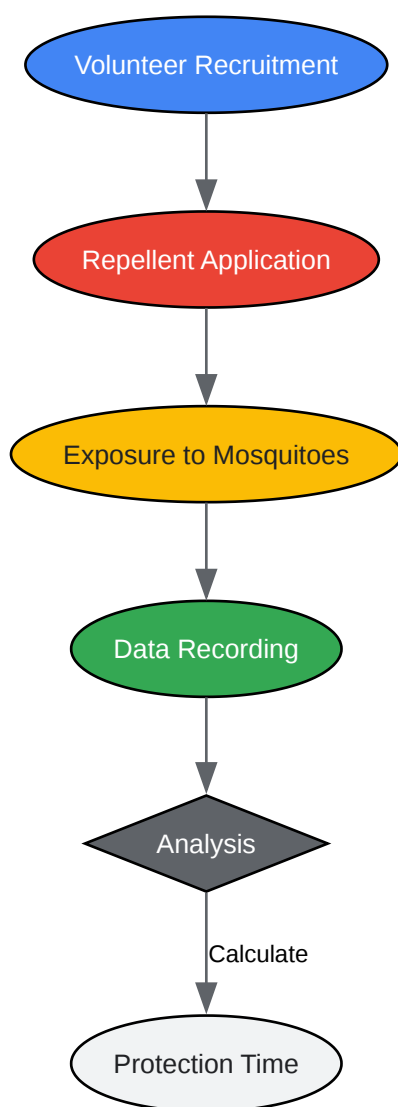 Volunteer Recruitment
Repellent Application
Exposure to Mosquitoes
Data Recording
Analysis
Calculate
Protection Time